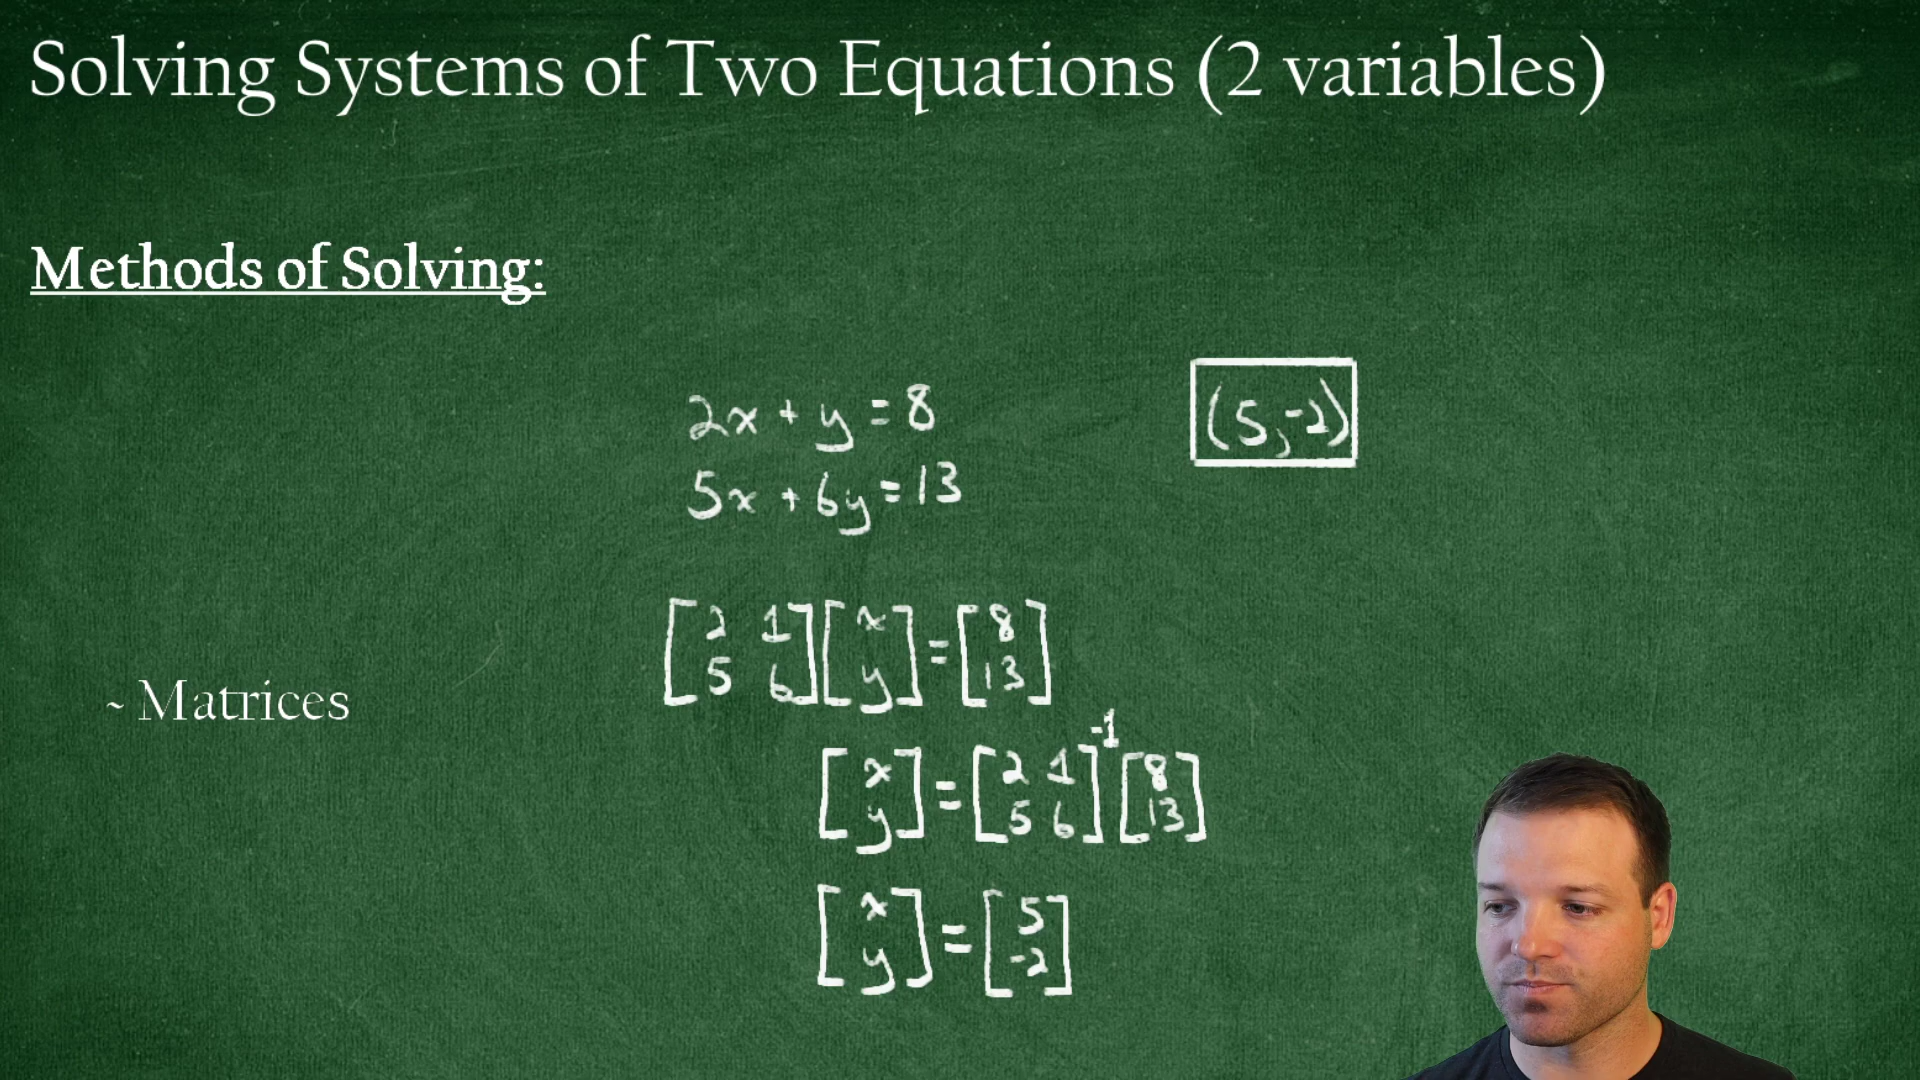 Solving Systems of Two Equations (2 variables)
Methods of Solving:
2x + y = 8
(5, -2)
5x + 6y = 13
[2 1; 5 6][x; y] = [8; 13]
~ Matrices
[x; y] = [2 1; 5 6]^-1 [8; 13]
[x; y] = [5; -2]